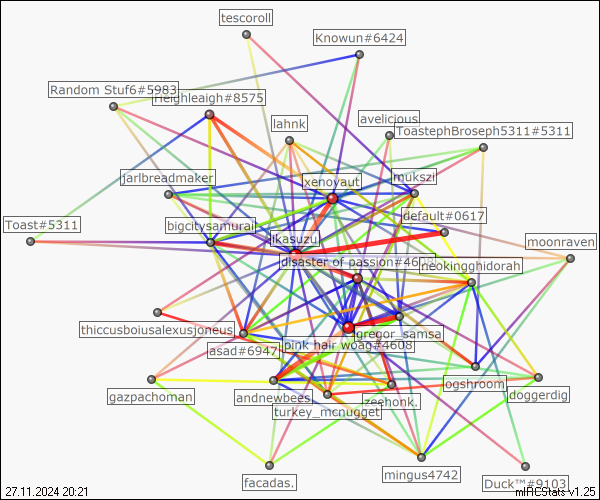 tescoroll
Knowun#6424
Random Stuf6#5983
neighleaigh#8575
lahnk
avelicious
ToastephBroseph5311#5311
jarlbreadmaker
xenoyaut
mukszi
Toast#5311
bigcitysamurai
default#0617
ikasuzu
moonraven
disaster of passion#4603
neokingghidorah
thiccusboiusalexusjoneus
gregor_samsa
asad#6947
pink hair woag#4608
gazpachoman
andnewbees
zeehonk.
ogshroom
doggerdig
turkey_mcnugget
facadas.
mingus4742
Duck™#9103
27.11.2024 20:21
mIRCStats v1.25